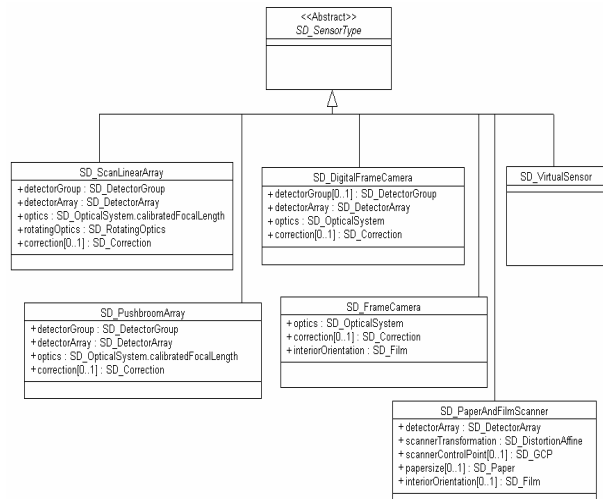 <<Abstract>>
SD_SensorType
SD_ScanLinearArray
+detectorGroup : SD_DetectorGroup
+detectorArray : SD_DetectorArray
+optics : SD_OpticalSystem.calibratedFocalLength
+rotatingOptics : SD_RotatingOptics
+correction[0..1] : SD_Correction
SD_DigitalFrameCamera
+detectorGroup[0..1] : SD_DetectorGroup
+detectorArray : SD_DetectorArray
+optics : SD_OpticalSystem
+correction[0..1] : SD_Correction
SD_VirtualSensor
SD_PushbroomArray
+detectorGroup : SD_DetectorGroup
+detectorArray : SD_DetectorArray
+optics : SD_OpticalSystem.calibratedFocalLength
+correction[0..1] : SD_Correction
SD_FrameCamera
+optics : SD_OpticalSystem
+correction[0..1] : SD_Correction
+interiorOrientation : SD_Film
SD_PaperAndFilmScanner
+detectorArray : SD_DetectorArray
+scannerTransformation : SD_DistortionAffine
+scannerControlPoint[0..1] : SD_GCP
+papersize[0..1] : SD_Paper
+interiorOrientation[0..1] : SD_Film